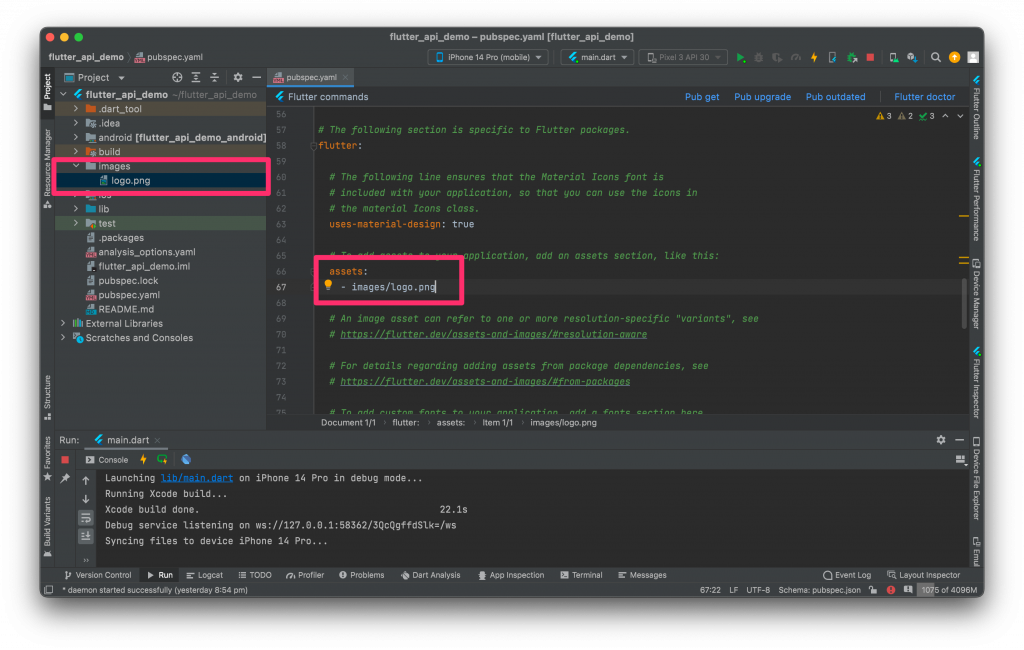 flutter_api_demo – pubspec.yaml [flutter_api_demo]
flutter_api_demo › pubspec.yaml
iPhone 14 Pro (mobile)
main.dart
Pixel 3 API 30
Project
pubspec.yaml
Project
Resource Manager
Structure
Favorites
Build Variants
flutter_api_demo ~/flutter_api_demo
.dart_tool
.idea
android [flutter_api_demo_android]
build
images
logo.png
ios
lib
test
.packages
analysis_options.yaml
flutter_api_demo.iml
pubspec.lock
pubspec.yaml
README.md
External Libraries
Scratches and Consoles
Flutter commands
Pub get
Pub upgrade
Pub outdated
Flutter doctor
3 2 3
56
57 # The following section is specific to Flutter packages.
58 flutter:
59
60 # The following line ensures that the Material Icons font is
61 # included with your application, so that you can use the icons in
62 # the material Icons class.
63 uses-material-design: true
64
65 # To add assets to your application, add an assets section, like this:
66 assets:
67 - images/logo.png
68
69 # An image asset can refer to one or more resolution-specific "variants", see
70 # https://flutter.dev/assets-and-images/#resolution-aware
71
72 # For details regarding adding assets from package dependencies, see
73 # https://flutter.dev/assets-and-images/#from-packages
74
75 # To add custom fonts to your application, add a fonts section here,
Document 1/1 › flutter: › assets: › Item 1/1 › images/logo.png
Flutter Outline
Flutter Performance
Device Manager
Flutter Inspector
Device File Explorer
Emul
Run: main.dart
Console
Launching lib/main.dart on iPhone 14 Pro in debug mode...
Running Xcode build...
Xcode build done. 22.1s
Debug service listening on ws://127.0.0.1:58362/3QcQgffdSlk=/ws
Syncing files to device iPhone 14 Pro...
Version Control
Run
Logcat
TODO
Profiler
Problems
Dart Analysis
App Inspection
Terminal
Messages
Event Log
Layout Inspector
* daemon started successfully (yesterday 8:54 pm)
67:22 LF UTF-8 Schema: pubspec.json
1075 of 4096M